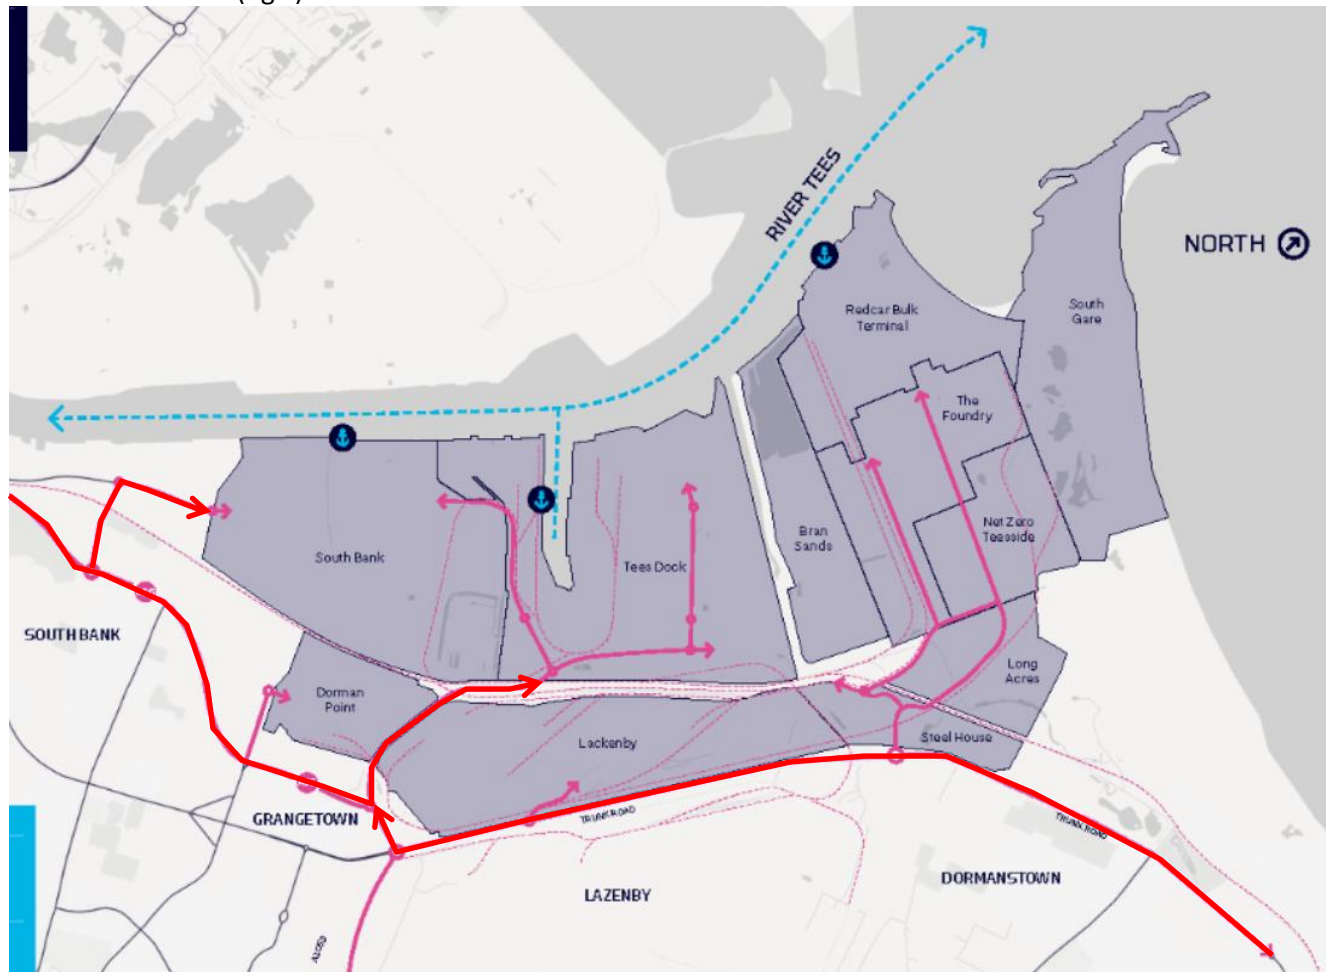 RIVER TEES
NORTH
Redcar Bulk
Terminal
South
Gare
The
Foundry
Net Zero
Teesside
Bran
Sands
Tees Dock
South Bank
SOUTH BANK
Dorman
Point
Long
Acres
Lackenby
Steel House
GRANGETOWN
TRUNK ROAD
TRUNK ROAD
LAZENBY
DORMANSTOWN
A1053